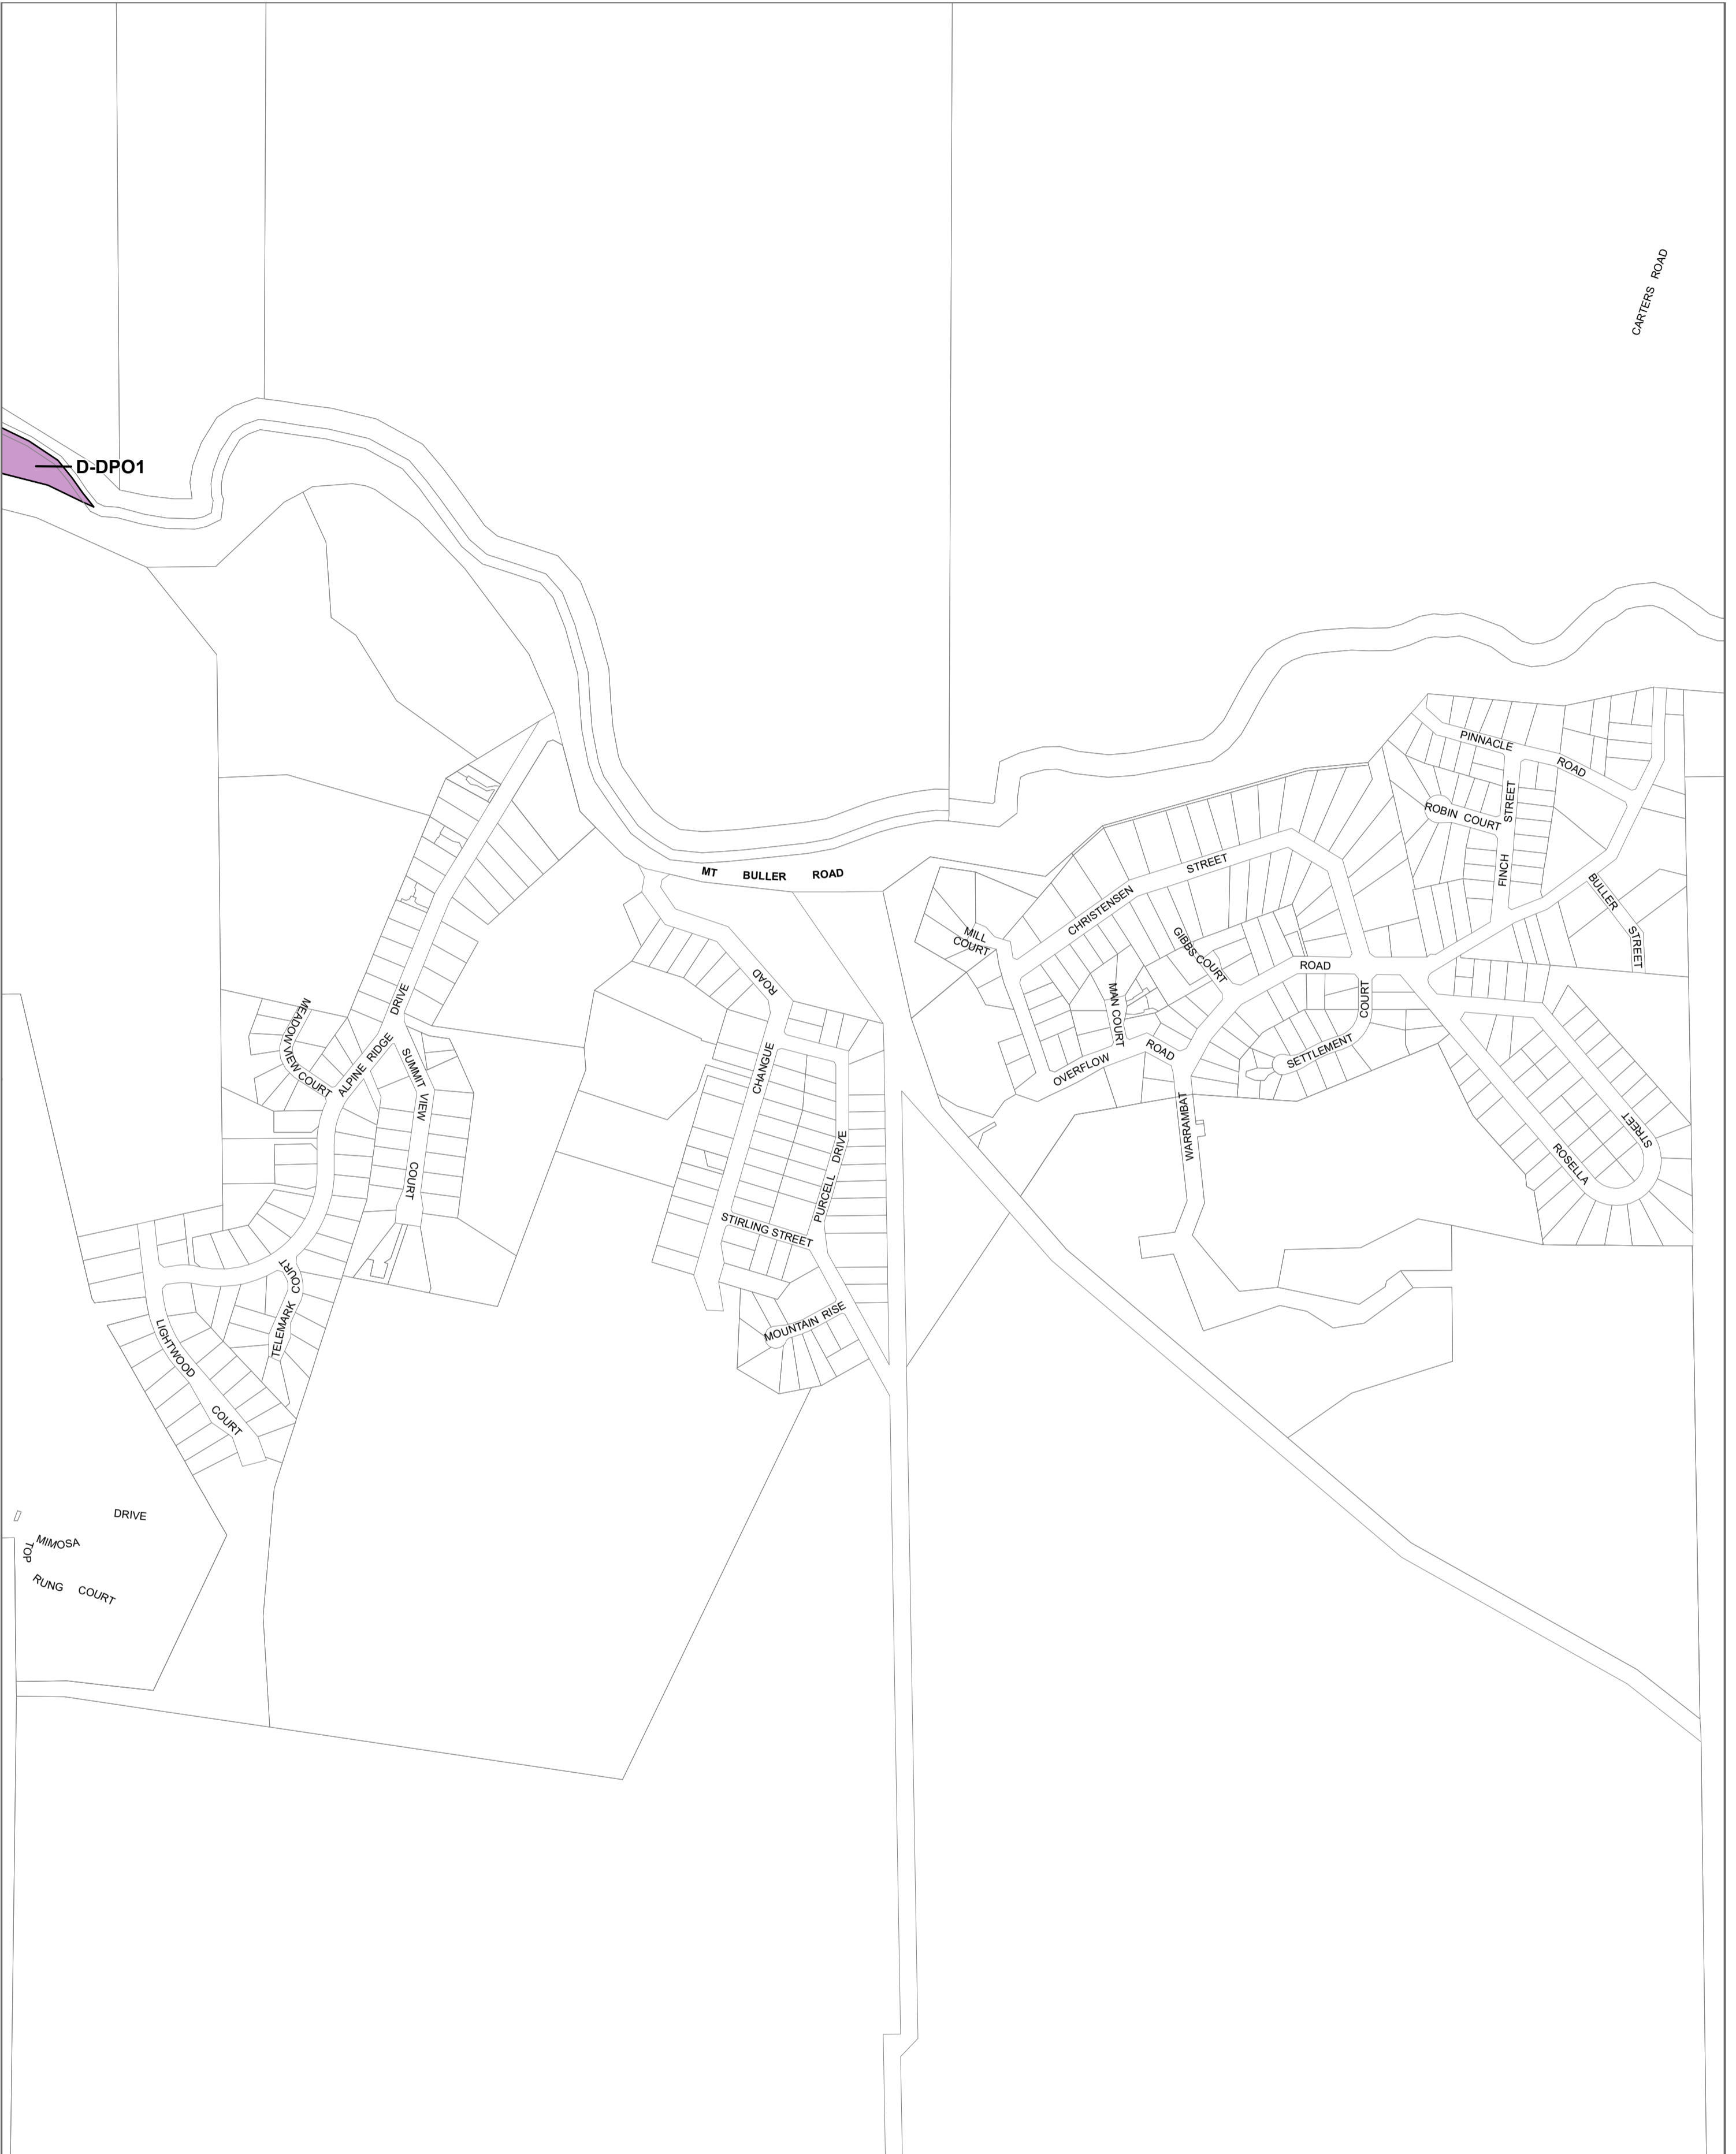 CARTERS ROAD
D-DPO1
PINNACLE ROAD
ROBIN COURT
FINCH STREET
MT BULLER ROAD
BULLER STREET
CHRISTENSEN STREET
MILL
COURT
GIBBS COURT
ROAD
MAN COURT
OVERFLOW ROAD
SETTLEMENT COURT
WARRAMBAT
ROSELLA STREET
CHANGUE ROAD
PURCELL DRIVE
STIRLING STREET
MOUNTAIN RISE
ALPINE RIDGE DRIVE
MEADOW VIEW COURT
SUMMIT VIEW COURT
TELEMARK COURT
LIGHTWOOD COURT
MIMOSA DRIVE
TOP RUNG COURT